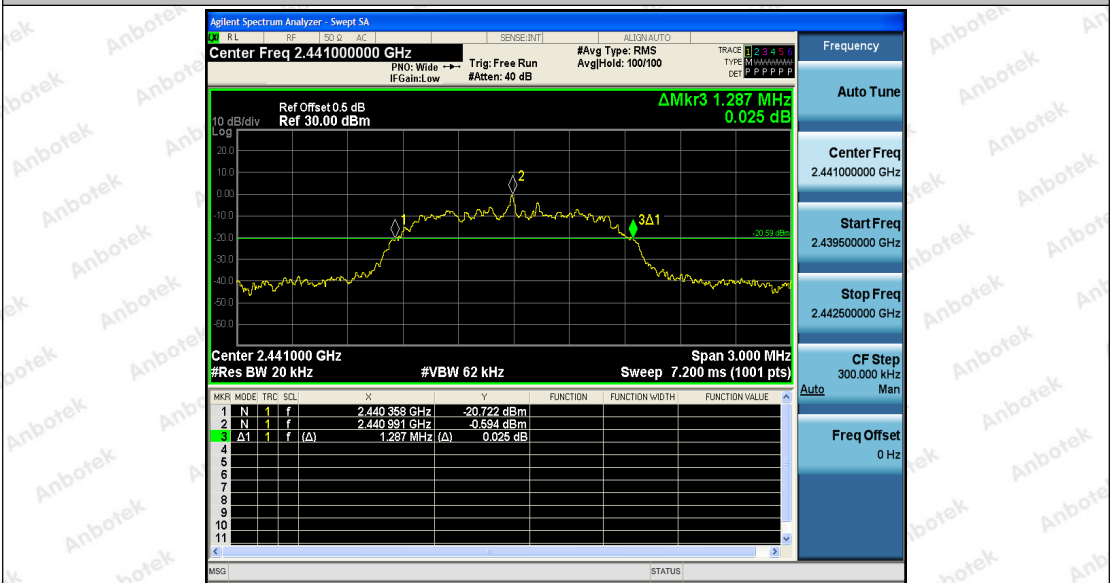 Agilent Spectrum Analyzer - Swept SA
RL RF 50 Ω AC SENSE:INT ALIGNAUTO
Center Freq 2.441000000 GHz
PNO: Wide
IFGain:Low
Trig: Free Run
#Atten: 40 dB
#Avg Type: RMS
Avg|Hold: 100/100
TRACE 1 2 3 4 5 6
TYPE M
DET P P P P P P
Ref Offset 0.5 dB
Ref 30.00 dBm
10 dB/div
Log
ΔMkr3 1.287 MHz
0.025 dB
20.0
10.0
0.00
-10.0
-20.0
-30.0
-40.0
-50.0
-60.0
1
2
3Δ1
-20.59 dBm
Center 2.441000 GHz
Span 3.000 MHz
#Res BW 20 kHz
#VBW 62 kHz
Sweep 7.200 ms (1001 pts)
MKR MODE TRC SCL X Y FUNCTION FUNCTION WIDTH FUNCTION VALUE
1 N 1 f 2.440 358 GHz -20.722 dBm
2 N 1 f 2.440 991 GHz -0.594 dBm
3 Δ1 1 f (Δ) 1.287 MHz (Δ) 0.025 dB
4
5
6
7
8
9
10
11
MSG
STATUS
Frequency
Auto Tune
Center Freq
2.441000000 GHz
Start Freq
2.439500000 GHz
Stop Freq
2.442500000 GHz
CF Step
300.000 kHz
Auto Man
Freq Offset
0 Hz
Anbotek